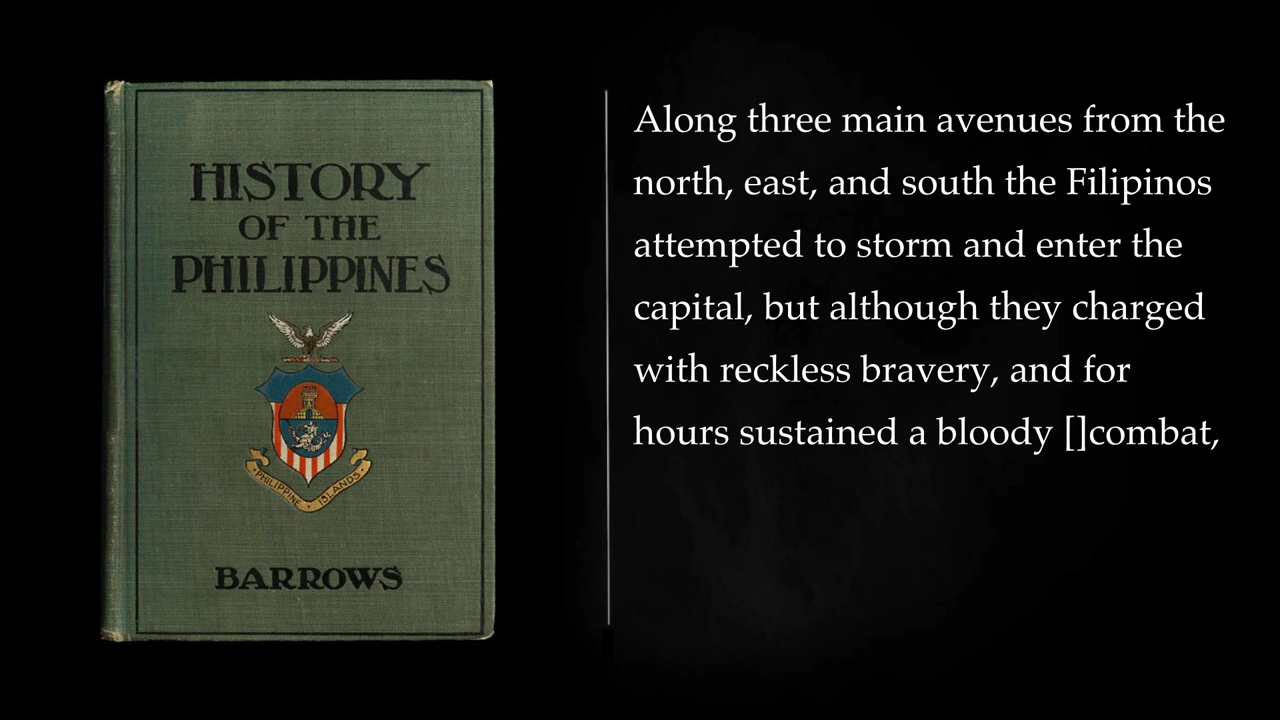 HISTORY
OF THE
PHILIPPINES
PHILIPPINE ISLANDS
BARROWS
Along three main avenues from the
north, east, and south the Filipinos
attempted to storm and enter the
capital, but although they charged
with reckless bravery, and for
hours sustained a bloody []combat,